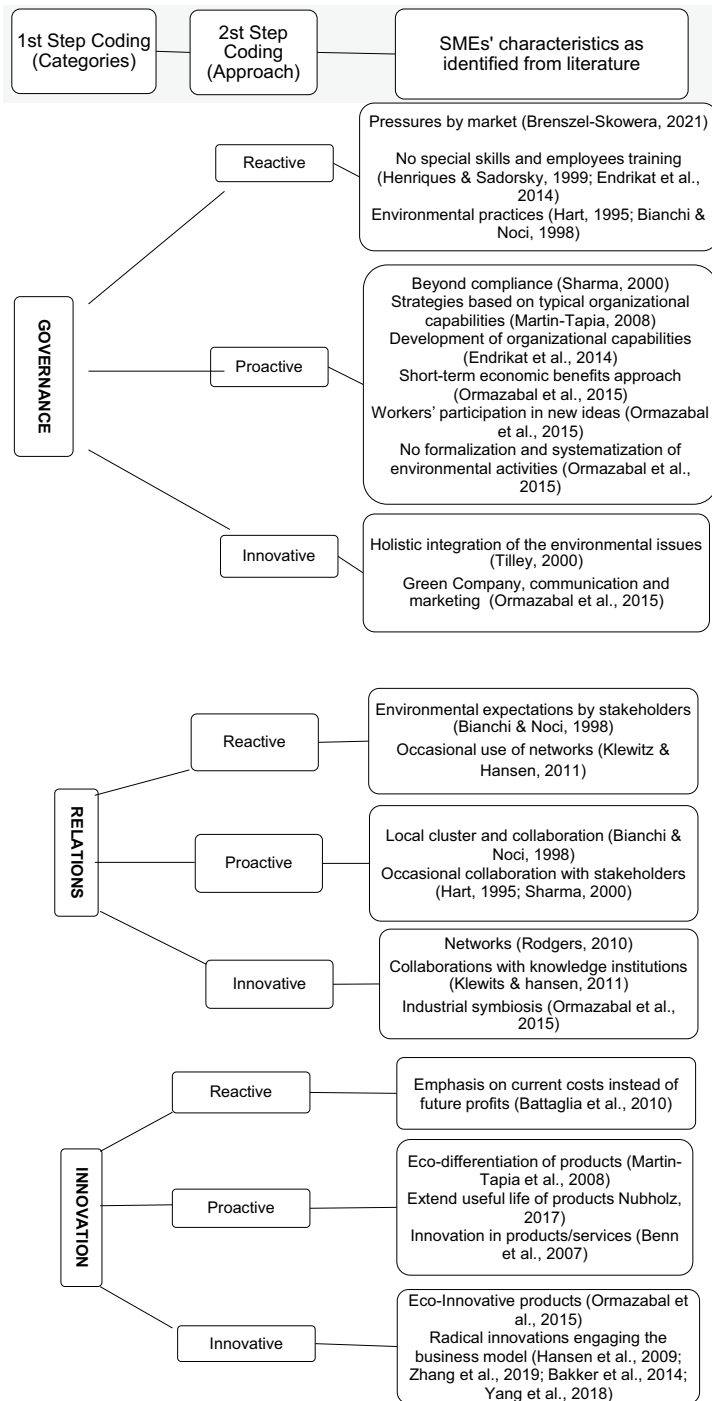 1st Step Coding
(Categories)
2nd Step
Coding
(Approach)
SMEs' characteristics as
identified from literature
GOVERNANCE
Reactive
Pressures by market (Brenszel-Skowera, 2021)
No special skills and employees training
(Henriques & Sadorsky, 1999; Endrikat et al.,
2014)
Environmental practices (Hart, 1995; Bianchi &
Noci, 1998)
Proactive
Beyond compliance (Sharma, 2000)
Strategies based on typical organizational
capabilities (Martin-Tapia, 2008)
Development of organizational capabilities
(Endrikat et al., 2014)
Short-term economic benefits approach
(Ormazabal et al., 2015)
Workers' participation in new ideas (Ormazabal
et al., 2015)
No formalization and systematization of
environmental activities (Ormazabal et al.,
2015)
Innovative
Holistic integration of the environmental issues
(Tilley, 2000)
Green Company, communication and
marketing (Ormazabal et al., 2015)
RELATIONS
Reactive
Environmental expectations by stakeholders
(Bianchi & Noci, 1998)
Occasional use of networks (Klewitz &
Hansen, 2011)
Proactive
Local cluster and collaboration (Bianchi &
Noci, 1998)
Occasional collaboration with stakeholders
(Hart, 1995; Sharma, 2000)
Innovative
Networks (Rodgers, 2010)
Collaborations with knowledge institutions
(Klewits & hansen, 2011)
Industrial symbiosis (Ormazabal et al.,
2015)
INNOVATION
Reactive
Emphasis on current costs instead of
future profits (Battaglia et al., 2010)
Proactive
Eco-differentiation of products (Martin-
Tapia et al., 2008)
Extend useful life of products Nubholz,
2017)
Innovation in products/services (Benn
et al., 2007)
Innovative
Eco-Innovative products (Ormazabal et
al., 2015)
Radical innovations engaging the
business model (Hansen et al., 2009;
Zhang et al., 2019; Bakker et al., 2014;
Yang et al., 2018)